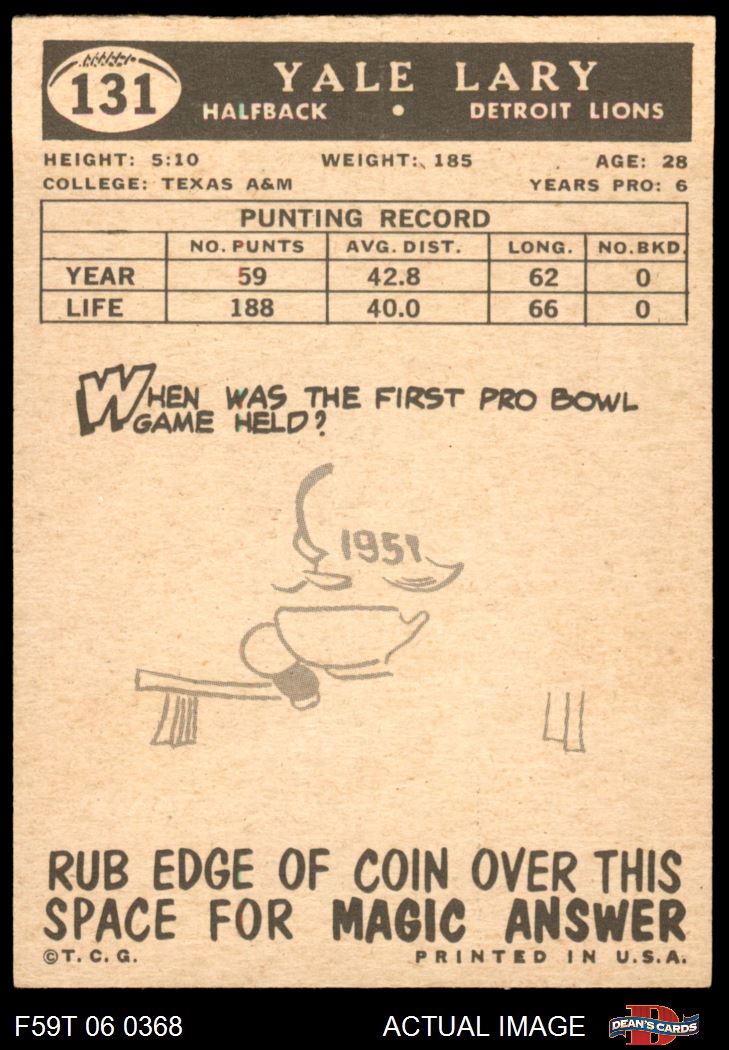 131
YALE LARY
HALFBACK • DETROIT LIONS
HEIGHT: 5:10 WEIGHT: 185 AGE: 28
COLLEGE: TEXAS A&M YEARS PRO: 6
PUNTING RECORD
NO. PUNTS AVG. DIST. LONG. NO. BKD.
YEAR 59 42.8 62 0
LIFE 188 40.0 66 0
WHEN WAS THE FIRST PRO BOWL
GAME HELD?
1951
RUB EDGE OF COIN OVER THIS
SPACE FOR MAGIC ANSWER
©T. C. G. PRINTED IN U.S.A.
F59T 06 0368 ACTUAL IMAGE DEAN'S CARDS